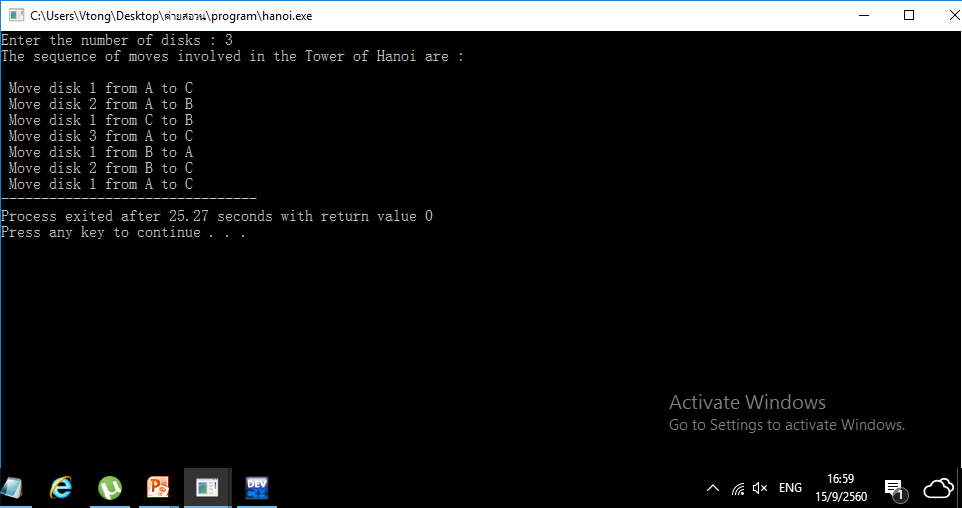 C:\Users\Vtong\Desktop\ค่ายสอวน\program\hanoi.exe
Enter the number of disks : 3
The sequence of moves involved in the Tower of Hanoi are :
Move disk 1 from A to C
Move disk 2 from A to B
Move disk 1 from C to B
Move disk 3 from A to C
Move disk 1 from B to A
Move disk 2 from B to C
Move disk 1 from A to C
--------------------------------
Process exited after 25.27 seconds with return value 0
Press any key to continue . . .
Activate Windows
Go to Settings to activate Windows.
DEV
ENG
16:59
15/9/2560
1